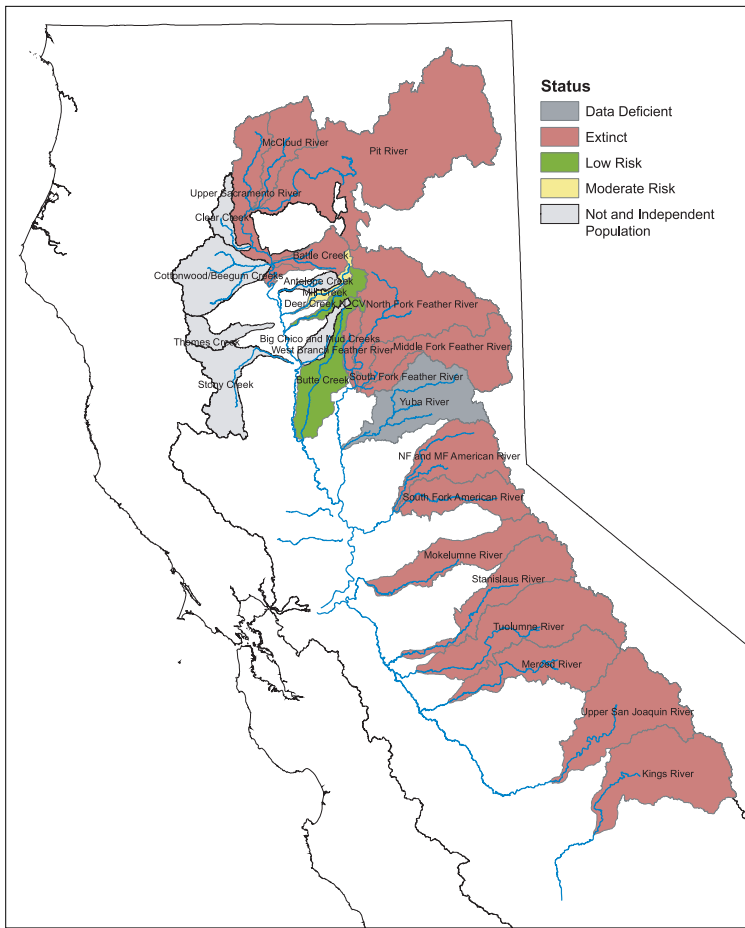 Status
Data Deficient
Extinct
Low Risk
Moderate Risk
Not and Independent
Population
McCloud River
Pit River
Upper Sacramento River
Clear Creek
Battle Creek
Cottonwood/Beegum Creeks
Antelope Creek
Mill Creek
Deer Creek
North Fork Feather River
Big Chico and Mud Creeks
Thomes Creek
West Branch Feather River
Middle Fork Feather River
Stony Creek
Butte Creek
South Fork Feather River
Yuba River
NF and MF American River
South Fork American River
Mokelumne River
Stanislaus River
Tuolumne River
Merced River
Upper San Joaquin River
Kings River